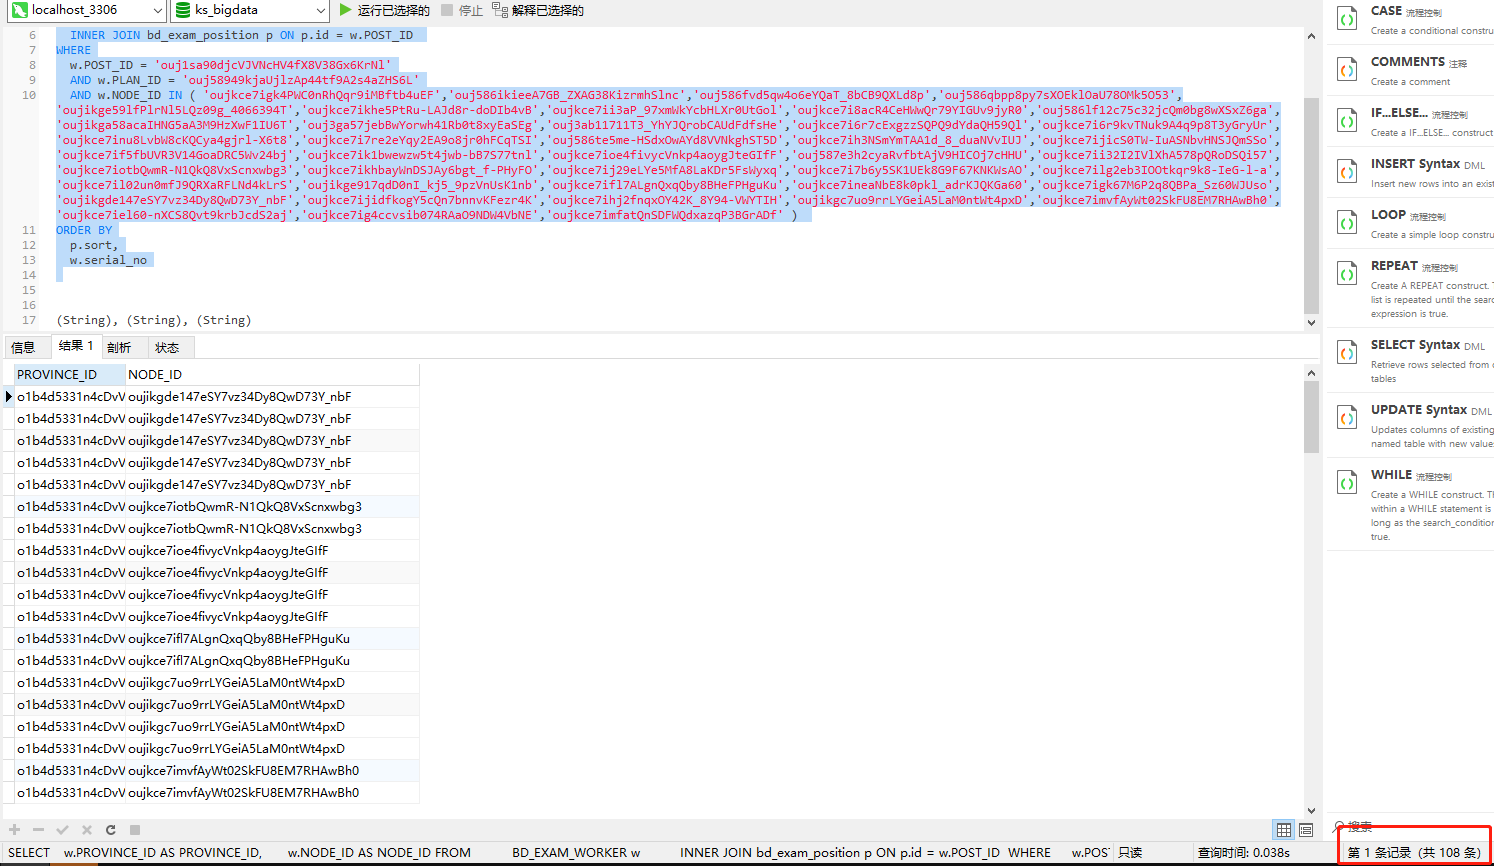 localhost_3306 ks_bigdata 运行已选择的 停止 解释已选择的
6 INNER JOIN bd_exam_position p ON p.id = w.POST_ID
7 WHERE
8 w.POST_ID = 'ouj1sa90djcVJVNcHV4fX8V38Gx6KrNl'
9 AND w.PLAN_ID = 'ouj58949kjaUjlzAp44tf9A2s4aZHS6L'
10 AND w.NODE_ID IN ( 'oujkce7igk4PWC0nRhQqr9iMBftb4uEF','ouj586ikieeA7GB_ZXAG38KizrmhSlnc','ouj586fvd5qw4o6eYQaT_8bCB9QXLd8p','ouj586qbpp8py7sXOEklOaU78OMk5O53',
'oujikge59lfPlrNl5LQz09g_4066394T','oujkce7ikhe5PtRu-LAJd8r-doDIb4vB','oujkce7ii3aP_97xmWkYcbHLXr0UtGol','oujkce7i8acR4CeHWwQr79YIGUv9jyR0','ouj586lf12c75c32jcQm0bg8wXSxZ6ga',
'oujikga58acaIHNG5aA3M9HzXwF1IU6T','ouj3ga57jebBwYorwh41Rb0t8xyEaSEg','ouj3ab11711T3_YhYJQrobCAUdFdfsHe','oujkce7i6r7cExgzzSQPQ9dYdaQH59Ql','oujkce7i6r9kvTNuk9A4q9p8T3yGryUr',
'oujkce7inu8LvbW8cKQCya4gjrl-X6t8','oujkce7i7re2eYqy2EA9o8jr0hFCqTSI','ouj586te5me-HSdxOwAYd8VVNkghST5D','oujkce7ih3NSmYmTAA1d_8_duaNVvIUJ','oujkce7ijicS0TW-IuASNbvHNSJQmSSo',
'oujkce7if5fbUVR3V14GoaDRC5Wv24bj','oujkce7ik1bwewzw5t4jwb-bB7S77tnl','oujkce7ioe4fivycVnkp4aoygJteGIfF','ouj587e3h2cyaRvfbtAjV9HICOj7cHHU','oujkce7ii32I2IVlXhA578pQRoDSQi57',
'oujkce7iotbQwmR-N1QkQ8VxScnxwbg3','oujkce7ikhbayWnDSJAy6bgt_f-PHyFO','oujkce7ij29eLYe5MfA8LaKDr5FsWyxq','oujkce7i7b6y5SK1UEk8G9F67KNKWsAO','oujkce7ilg2eb3IOOtkqr9k8-IeG-l-a',
'oujkce7il02un0mfJ9QRXaRFLNd4kLrS','oujikge917qdD0nI_kj5_9pzVnUsK1nb','oujkce7ifl7ALgnQxqQby8BHeFPHguKu','oujkce7ineaNbE8k0pkl_adrKJQKGa60','oujkce7igk67M6P2q8QBPa_Sz60WJUso',
'oujikgde147eSY7vz34Dy8QwD73Y_nbF','oujkce7ijidfkogY5cQn7bnnvKFezr4K','oujkce7ihj2fnqxOY42K_8Y94-VWYTIH','oujikgc7uo9rrLYGeiA5LaM0ntWt4pxD','oujkce7imvfAyWt02SkFU8EM7RHAwBh0',
'oujkce7iel60-nXCS8Qvt9krbJcdS2aj','oujkce7ig4ccvsib074RAaO9NDW4VbNE','oujkce7imfatQnSDFWQdxazqP3BGrADf' )
11 ORDER BY
12 p.sort,
13 w.serial_no
14
15
16
17 (String), (String), (String)
信息 结果 1 剖析 状态
PROVINCE_ID NODE_ID
o1b4d5331n4cDvV oujikgde147eSY7vz34Dy8QwD73Y_nbF
o1b4d5331n4cDvV oujikgde147eSY7vz34Dy8QwD73Y_nbF
o1b4d5331n4cDvV oujikgde147eSY7vz34Dy8QwD73Y_nbF
o1b4d5331n4cDvV oujikgde147eSY7vz34Dy8QwD73Y_nbF
o1b4d5331n4cDvV oujikgde147eSY7vz34Dy8QwD73Y_nbF
o1b4d5331n4cDvV oujkce7iotbQwmR-N1QkQ8VxScnxwbg3
o1b4d5331n4cDvV oujkce7iotbQwmR-N1QkQ8VxScnxwbg3
o1b4d5331n4cDvV oujkce7ioe4fivycVnkp4aoygJteGIfF
o1b4d5331n4cDvV oujkce7ioe4fivycVnkp4aoygJteGIfF
o1b4d5331n4cDvV oujkce7ioe4fivycVnkp4aoygJteGIfF
o1b4d5331n4cDvV oujkce7ioe4fivycVnkp4aoygJteGIfF
o1b4d5331n4cDvV oujkce7ifl7ALgnQxqQby8BHeFPHguKu
o1b4d5331n4cDvV oujkce7ifl7ALgnQxqQby8BHeFPHguKu
o1b4d5331n4cDvV oujikgc7uo9rrLYGeiA5LaM0ntWt4pxD
o1b4d5331n4cDvV oujikgc7uo9rrLYGeiA5LaM0ntWt4pxD
o1b4d5331n4cDvV oujikgc7uo9rrLYGeiA5LaM0ntWt4pxD
o1b4d5331n4cDvV oujikgc7uo9rrLYGeiA5LaM0ntWt4pxD
o1b4d5331n4cDvV oujkce7imvfAyWt02SkFU8EM7RHAwBh0
o1b4d5331n4cDvV oujkce7imvfAyWt02SkFU8EM7RHAwBh0
CASE 流程控制
Create a conditional constru
COMMENTS 注释
Create a comment
IF...ELSE... 流程控制
Create a IF...ELSE... construct
INSERT Syntax DML
Insert new rows into an exist
LOOP 流程控制
Create a simple loop constru
REPEAT 流程控制
Create A REPEAT construct. T
list is repeated until the searc
expression is true.
SELECT Syntax DML
Retrieve rows selected from o
tables
UPDATE Syntax DML
Updates columns of existing
named table with new value
WHILE 流程控制
Create a WHILE construct. Th
within a WHILE statement is
long as the search_condition
true.
搜索
SELECT w.PROVINCE_ID AS PROVINCE_ID, w.NODE_ID AS NODE_ID FROM BD_EXAM_WORKER w INNER JOIN bd_exam_position p ON p.id = w.POST_ID WHERE w.POS 只读 查询时间: 0.038s 第 1 条记录 (共 108 条)